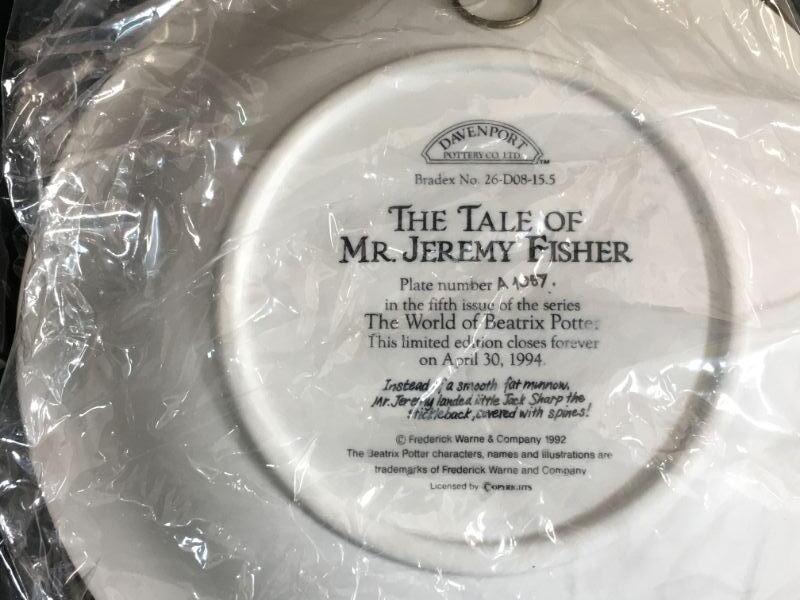 DAVENPORT
POTTERY CO. LTD.
Bradex No. 26-D08-15.5
THE TALE OF
MR. JEREMY FISHER
Plate number A 1087.
in the fifth issue of the series
The World of Beatrix Potter.
This limited edition closes forever
on April 30, 1994.
Instead of a smooth fat minnow,
Mr. Jeremy landed little Jack Sharp the
stickleback, covered with spines!
© Frederick Warne & Company 1992
The Beatrix Potter characters, names and illustrations are
trademarks of Frederick Warne and Company
Licensed by COPYRIGHTS